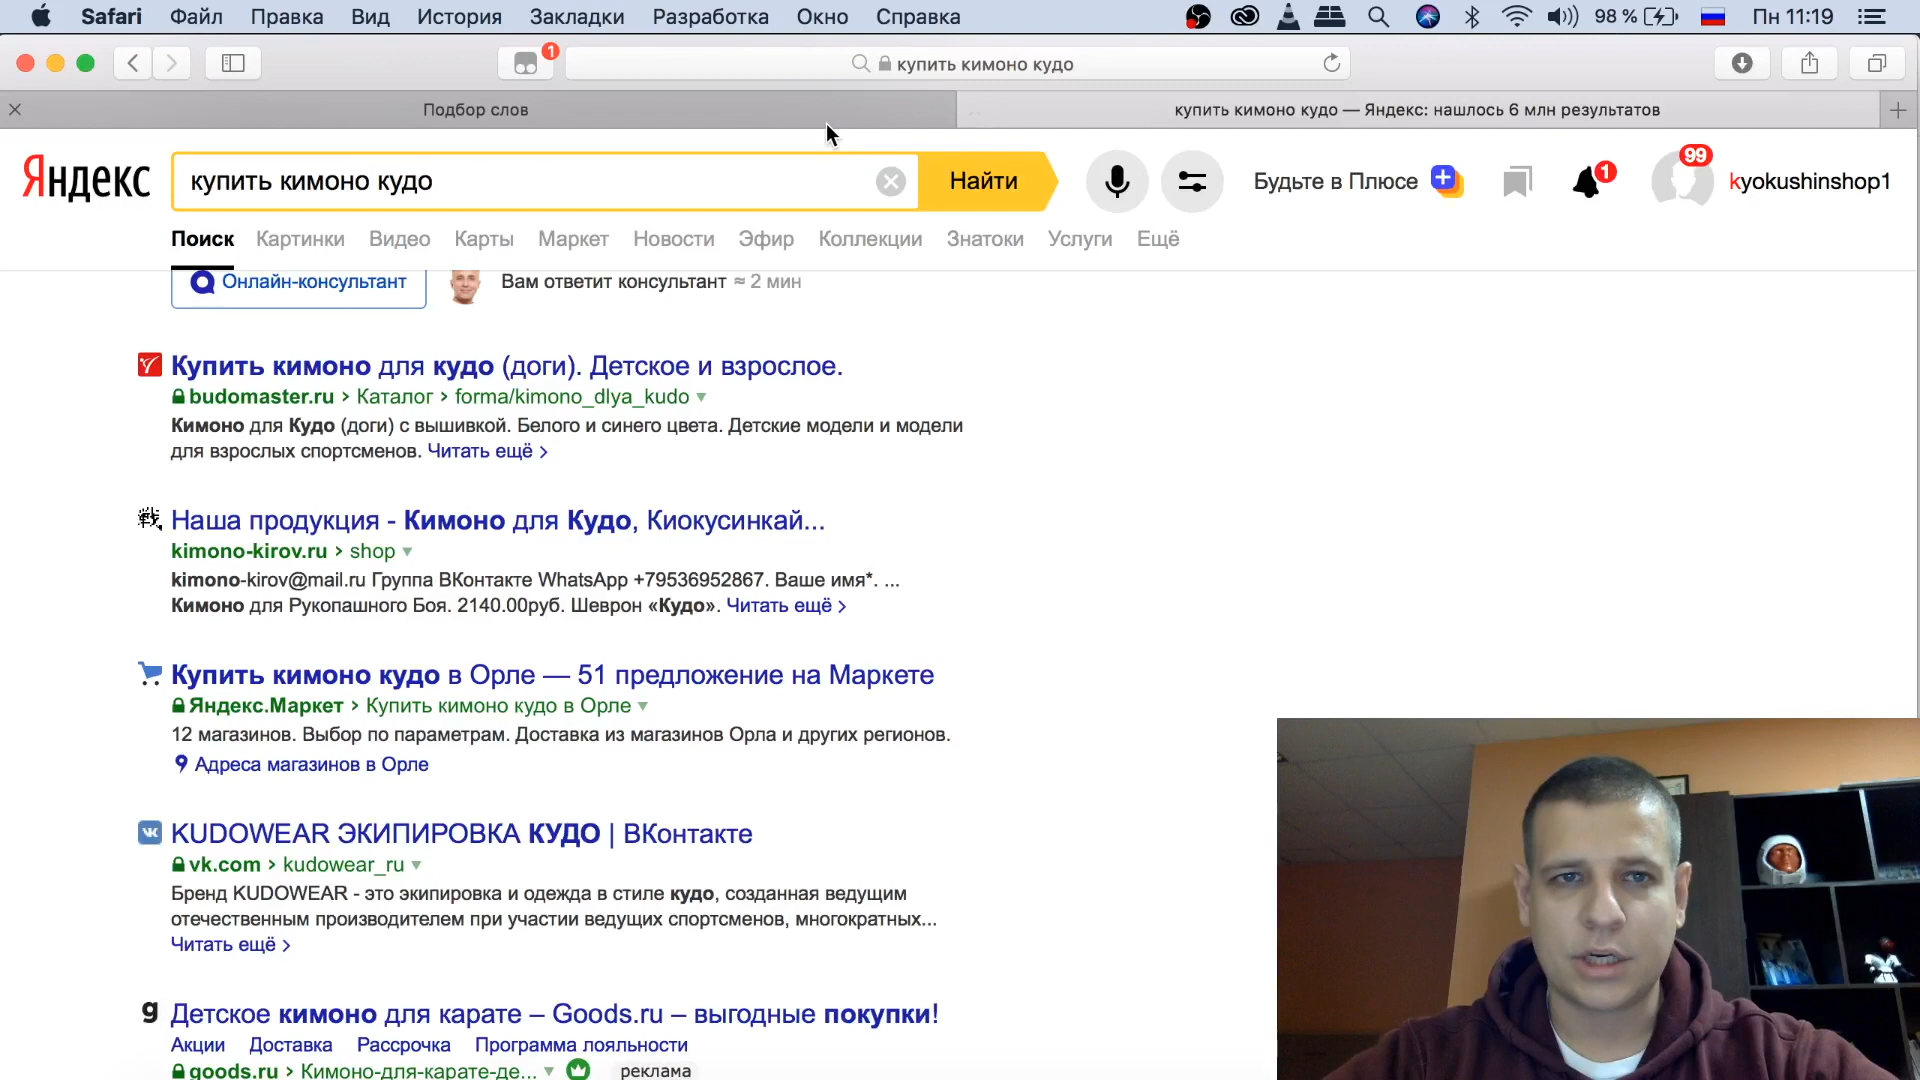 Safari Файл Правка Вид История Закладки Разработка Окно Справка 98 % Пн 11:19
1 купить кимоно кудо
Подбор слов купить кимоно кудо — Яндекс: нашлось 6 млн результатов
Яндекс купить кимоно кудо Найти Будьте в Плюсе 1 99 kyokushinshop1
Поиск Картинки Видео Карты Маркет Новости Эфир Коллекции Знатоки Услуги Ещё
Онлайн-консультант Вам ответит консультант ≈ 2 мин
Купить кимоно для кудо (доги). Детское и взрослое.
budomaster.ru › Каталог › forma/kimono_dlya_kudo
Кимоно для Кудо (доги) с вышивкой. Белого и синего цвета. Детские модели и модели
для взрослых спортсменов. Читать ещё ›
Наша продукция - Кимоно для Кудо, Киокусинкай...
kimono-kirov.ru › shop
kimono-kirov@mail.ru Группа ВКонтакте WhatsApp +79536952867. Ваше имя*. ...
Кимоно для Рукопашного Боя. 2140.00руб. Шеврон «Кудо». Читать ещё ›
Купить кимоно кудо в Орле — 51 предложение на Маркете
Яндекс.Маркет › Купить кимоно кудо в Орле
12 магазинов. Выбор по параметрам. Доставка из магазинов Орла и других регионов.
Адреса магазинов в Орле
KUDOWEAR ЭКИПИРОВКА КУДО | ВКонтакте
vk.com › kudowear_ru
Бренд KUDOWEAR - это экипировка и одежда в стиле кудо, созданная ведущим
отечественным производителем при участии ведущих спортсменов, многократных...
Читать ещё ›
g Детское кимоно для карате – Goods.ru – выгодные покупки!
Акции Доставка Рассрочка Программа лояльности
goods.ru › Кимоно-для-карате-де... реклама